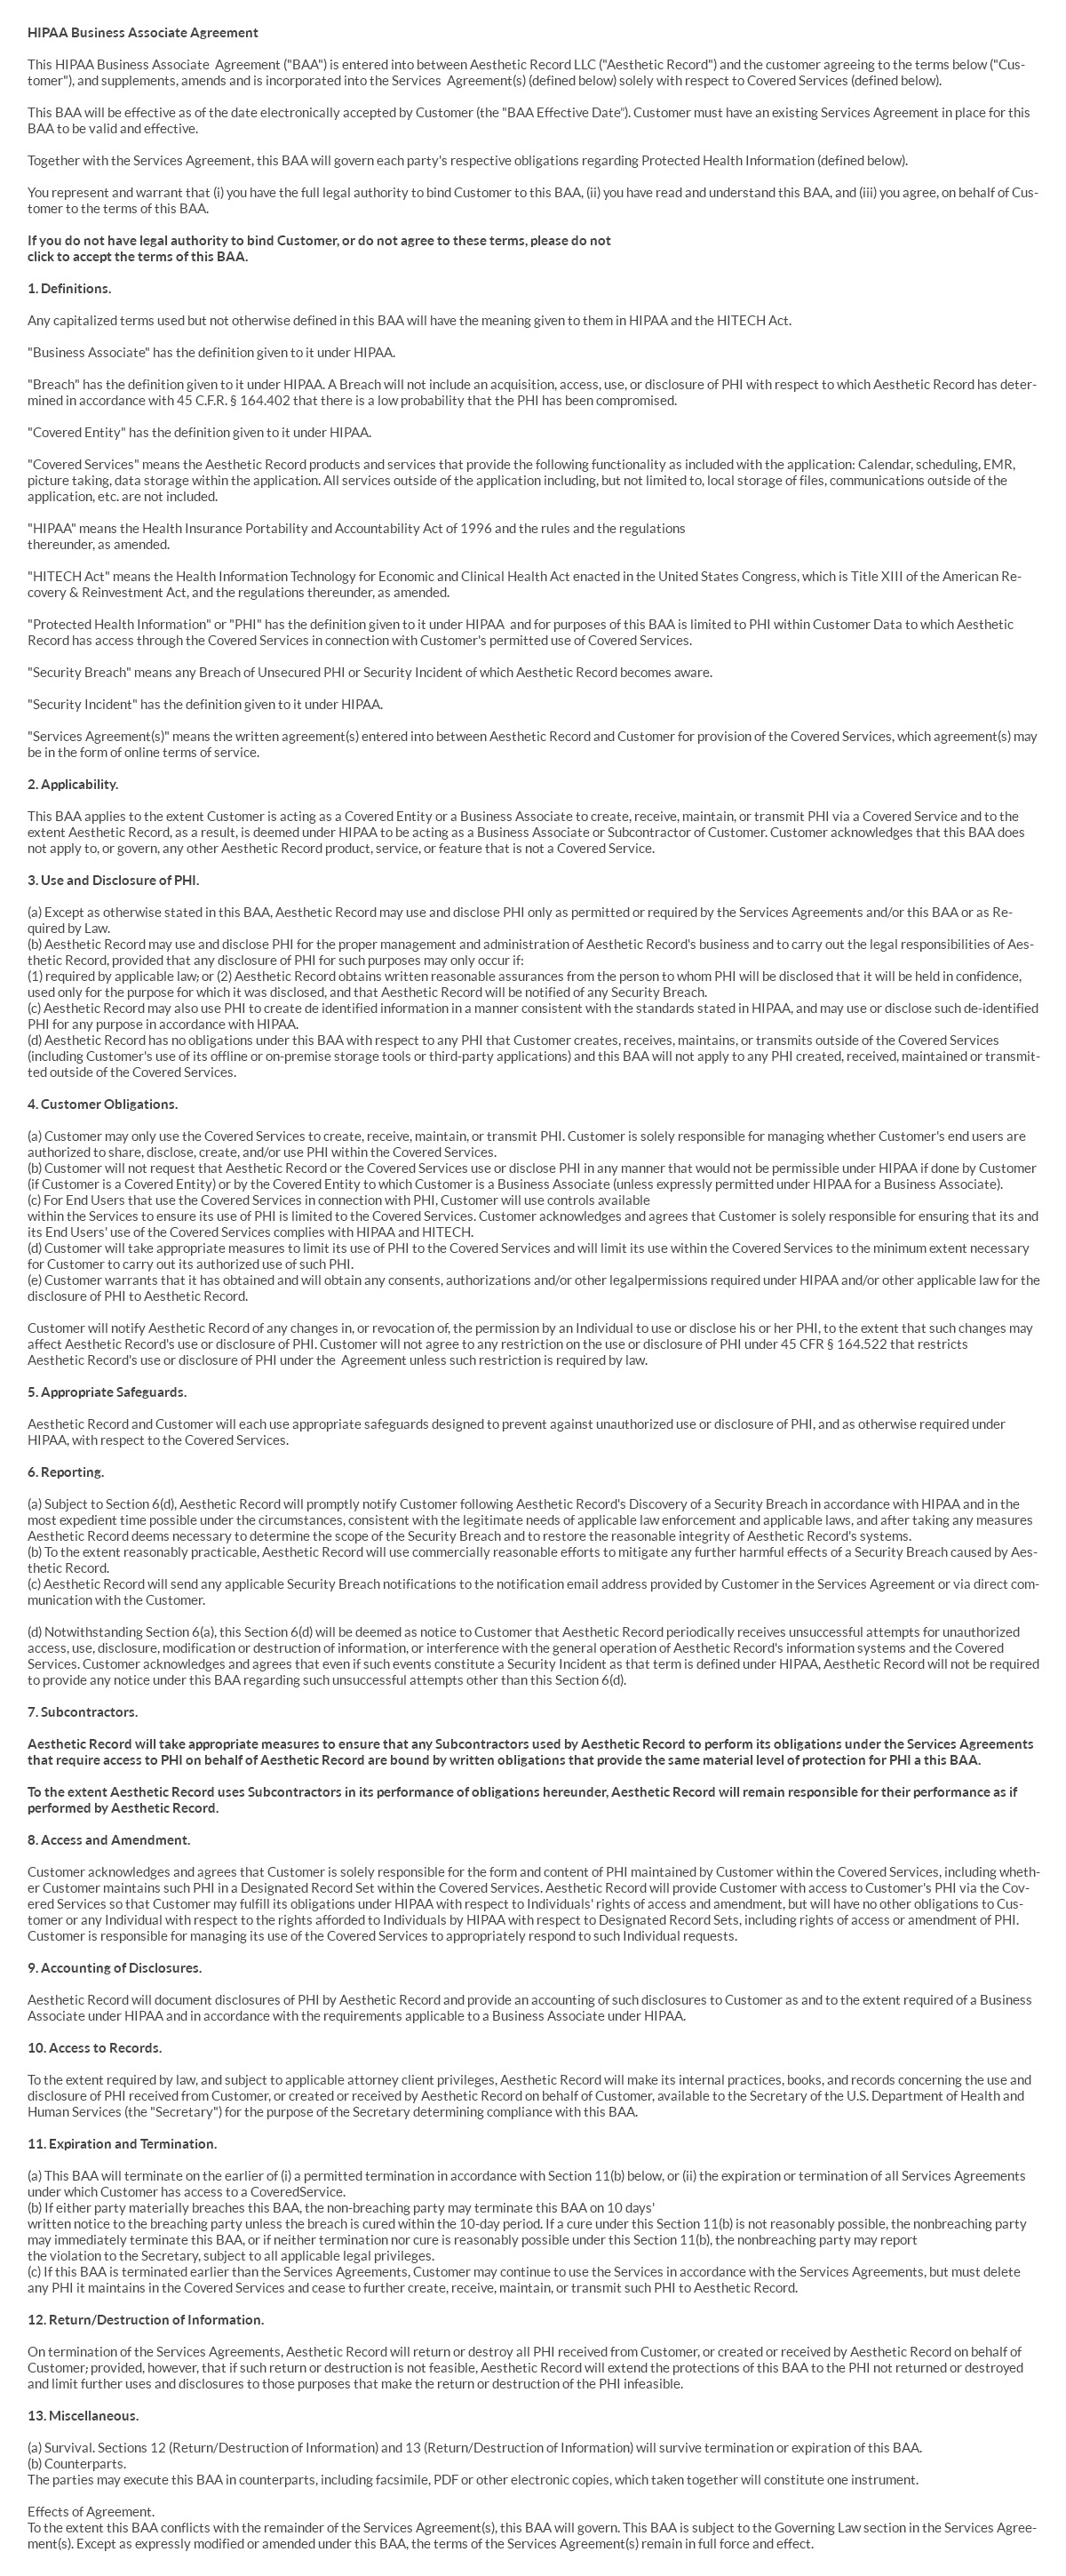 HIPAA Business Associate Agreement
This HIPAA Business Associate  Agreement ("BAA") is entered into between Aesthetic Record LLC ("Aesthetic Record") and the customer agreeing to the terms below ("Cus-
tomer"), and supplements, amends and is incorporated into the Services  Agreement(s) (defined below) solely with respect to Covered Services (defined below).
This BAA will be effective as of the date electronically accepted by Customer (the "BAA Effective Date"). Customer must have an existing Services Agreement in place for this
BAA to be valid and effective.
Together with the Services Agreement, this BAA will govern each party's respective obligations regarding Protected Health Information (defined below).
You represent and warrant that (i) you have the full legal authority to bind Customer to this BAA, (ii) you have read and understand this BAA, and (iii) you agree, on behalf of Cus-
tomer to the terms of this BAA.
If you do not have legal authority to bind Customer, or do not agree to these terms, please do not
click to accept the terms of this BAA.
1. Definitions.
Any capitalized terms used but not otherwise defined in this BAA will have the meaning given to them in HIPAA and the HITECH Act.
"Business Associate" has the definition given to it under HIPAA.
"Breach" has the definition given to it under HIPAA. A Breach will not include an acquisition, access, use, or disclosure of PHI with respect to which Aesthetic Record has deter-
mined in accordance with 45 C.F.R. § 164.402 that there is a low probability that the PHI has been compromised.
"Covered Entity" has the definition given to it under HIPAA.
"Covered Services" means the Aesthetic Record products and services that provide the following functionality as included with the application: Calendar, scheduling, EMR,
picture taking, data storage within the application. All services outside of the application including, but not limited to, local storage of files, communications outside of the
application, etc. are not included.
"HIPAA" means the Health Insurance Portability and Accountability Act of 1996 and the rules and the regulations
thereunder, as amended.
"HITECH Act" means the Health Information Technology for Economic and Clinical Health Act enacted in the United States Congress, which is Title XIII of the American Re-
covery & Reinvestment Act, and the regulations thereunder, as amended.
"Protected Health Information" or "PHI" has the definition given to it under HIPAA  and for purposes of this BAA is limited to PHI within Customer Data to which Aesthetic
Record has access through the Covered Services in connection with Customer's permitted use of Covered Services.
"Security Breach" means any Breach of Unsecured PHI or Security Incident of which Aesthetic Record becomes aware.
"Security Incident" has the definition given to it under HIPAA.
"Services Agreement(s)" means the written agreement(s) entered into between Aesthetic Record and Customer for provision of the Covered Services, which agreement(s) may
be in the form of online terms of service.
2. Applicability.
This BAA applies to the extent Customer is acting as a Covered Entity or a Business Associate to create, receive, maintain, or transmit PHI via a Covered Service and to the
extent Aesthetic Record, as a result, is deemed under HIPAA to be acting as a Business Associate or Subcontractor of Customer. Customer acknowledges that this BAA does
not apply to, or govern, any other Aesthetic Record product, service, or feature that is not a Covered Service.
3. Use and Disclosure of PHI.
(a) Except as otherwise stated in this BAA, Aesthetic Record may use and disclose PHI only as permitted or required by the Services Agreements and/or this BAA or as Re-
quired by Law.
(b) Aesthetic Record may use and disclose PHI for the proper management and administration of Aesthetic Record's business and to carry out the legal responsibilities of Aes-
thetic Record, provided that any disclosure of PHI for such purposes may only occur if:
(1) required by applicable law; or (2) Aesthetic Record obtains written reasonable assurances from the person to whom PHI will be disclosed that it will be held in confidence,
used only for the purpose for which it was disclosed, and that Aesthetic Record will be notified of any Security Breach.
(c) Aesthetic Record may also use PHI to create de identified information in a manner consistent with the standards stated in HIPAA, and may use or disclose such de-identified
PHI for any purpose in accordance with HIPAA.
(d) Aesthetic Record has no obligations under this BAA with respect to any PHI that Customer creates, receives, maintains, or transmits outside of the Covered Services
(including Customer's use of its offline or on-premise storage tools or third-party applications) and this BAA will not apply to any PHI created, received, maintained or transmit-
ted outside of the Covered Services.
4. Customer Obligations.
(a) Customer may only use the Covered Services to create, receive, maintain, or transmit PHI. Customer is solely responsible for managing whether Customer's end users are
authorized to share, disclose, create, and/or use PHI within the Covered Services.
(b) Customer will not request that Aesthetic Record or the Covered Services use or disclose PHI in any manner that would not be permissible under HIPAA if done by Customer
(if Customer is a Covered Entity) or by the Covered Entity to which Customer is a Business Associate (unless expressly permitted under HIPAA for a Business Associate).
(c) For End Users that use the Covered Services in connection with PHI, Customer will use controls available
within the Services to ensure its use of PHI is limited to the Covered Services. Customer acknowledges and agrees that Customer is solely responsible for ensuring that its and
its End Users' use of the Covered Services complies with HIPAA and HITECH.
(d) Customer will take appropriate measures to limit its use of PHI to the Covered Services and will limit its use within the Covered Services to the minimum extent necessary
for Customer to carry out its authorized use of such PHI.
(e) Customer warrants that it has obtained and will obtain any consents, authorizations and/or other legalpermissions required under HIPAA and/or other applicable law for the
disclosure of PHI to Aesthetic Record.
Customer will notify Aesthetic Record of any changes in, or revocation of, the permission by an Individual to use or disclose his or her PHI, to the extent that such changes may
affect Aesthetic Record's use or disclosure of PHI. Customer will not agree to any restriction on the use or disclosure of PHI under 45 CFR § 164.522 that restricts
Aesthetic Record's use or disclosure of PHI under the  Agreement unless such restriction is required by law.
5. Appropriate Safeguards.
Aesthetic Record and Customer will each use appropriate safeguards designed to prevent against unauthorized use or disclosure of PHI, and as otherwise required under
HIPAA, with respect to the Covered Services.
6. Reporting.
(a) Subject to Section 6(d), Aesthetic Record will promptly notify Customer following Aesthetic Record's Discovery of a Security Breach in accordance with HIPAA and in the
most expedient time possible under the circumstances, consistent with the legitimate needs of applicable law enforcement and applicable laws, and after taking any measures
Aesthetic Record deems necessary to determine the scope of the Security Breach and to restore the reasonable integrity of Aesthetic Record's systems.
(b) To the extent reasonably practicable, Aesthetic Record will use commercially reasonable efforts to mitigate any further harmful effects of a Security Breach caused by Aes-
thetic Record.
(c) Aesthetic Record will send any applicable Security Breach notifications to the notification email address provided by Customer in the Services Agreement or via direct com-
munication with the Customer.
(d) Notwithstanding Section 6(a), this Section 6(d) will be deemed as notice to Customer that Aesthetic Record periodically receives unsuccessful attempts for unauthorized
access, use, disclosure, modification or destruction of information, or interference with the general operation of Aesthetic Record's information systems and the Covered
Services. Customer acknowledges and agrees that even if such events constitute a Security Incident as that term is defined under HIPAA, Aesthetic Record will not be required
to provide any notice under this BAA regarding such unsuccessful attempts other than this Section 6(d).
7. Subcontractors.
Aesthetic Record will take appropriate measures to ensure that any Subcontractors used by Aesthetic Record to perform its obligations under the Services Agreements
that require access to PHI on behalf of Aesthetic Record are bound by written obligations that provide the same material level of protection for PHI a this BAA.
To the extent Aesthetic Record uses Subcontractors in its performance of obligations hereunder, Aesthetic Record will remain responsible for their performance as if
performed by Aesthetic Record.
8. Access and Amendment.
Customer acknowledges and agrees that Customer is solely responsible for the form and content of PHI maintained by Customer within the Covered Services, including wheth-
er Customer maintains such PHI in a Designated Record Set within the Covered Services. Aesthetic Record will provide Customer with access to Customer's PHI via the Cov-
ered Services so that Customer may fulfill its obligations under HIPAA with respect to Individuals' rights of access and amendment, but will have no other obligations to Cus-
tomer or any Individual with respect to the rights afforded to Individuals by HIPAA with respect to Designated Record Sets, including rights of access or amendment of PHI.
Customer is responsible for managing its use of the Covered Services to appropriately respond to such Individual requests.
9. Accounting of Disclosures.
Aesthetic Record will document disclosures of PHI by Aesthetic Record and provide an accounting of such disclosures to Customer as and to the extent required of a Business
Associate under HIPAA and in accordance with the requirements applicable to a Business Associate under HIPAA.
10. Access to Records.
To the extent required by law, and subject to applicable attorney client privileges, Aesthetic Record will make its internal practices, books, and records concerning the use and
disclosure of PHI received from Customer, or created or received by Aesthetic Record on behalf of Customer, available to the Secretary of the U.S. Department of Health and
Human Services (the "Secretary") for the purpose of the Secretary determining compliance with this BAA.
11. Expiration and Termination.
(a) This BAA will terminate on the earlier of (i) a permitted termination in accordance with Section 11(b) below, or (ii) the expiration or termination of all Services Agreements
under which Customer has access to a CoveredService.
(b) If either party materially breaches this BAA, the non-breaching party may terminate this BAA on 10 days'
written notice to the breaching party unless the breach is cured within the 10-day period. If a cure under this Section 11(b) is not reasonably possible, the nonbreaching party
may immediately terminate this BAA, or if neither termination nor cure is reasonably possible under this Section 11(b), the nonbreaching party may report
the violation to the Secretary, subject to all applicable legal privileges.
(c) If this BAA is terminated earlier than the Services Agreements, Customer may continue to use the Services in accordance with the Services Agreements, but must delete
any PHI it maintains in the Covered Services and cease to further create, receive, maintain, or transmit such PHI to Aesthetic Record.
12. Return/Destruction of Information.
On termination of the Services Agreements, Aesthetic Record will return or destroy all PHI received from Customer, or created or received by Aesthetic Record on behalf of
Customer; provided, however, that if such return or destruction is not feasible, Aesthetic Record will extend the protections of this BAA to the PHI not returned or destroyed
and limit further uses and disclosures to those purposes that make the return or destruction of the PHI infeasible.
13. Miscellaneous.
(a) Survival. Sections 12 (Return/Destruction of Information) and 13 (Return/Destruction of Information) will survive termination or expiration of this BAA.
(b) Counterparts.
The parties may execute this BAA in counterparts, including facsimile, PDF or other electronic copies, which taken together will constitute one instrument.
Effects of Agreement.
To the extent this BAA conflicts with the remainder of the Services Agreement(s), this BAA will govern. This BAA is subject to the Governing Law section in the Services Agree-
ment(s). Except as expressly modified or amended under this BAA, the terms of the Services Agreement(s) remain in full force and effect.